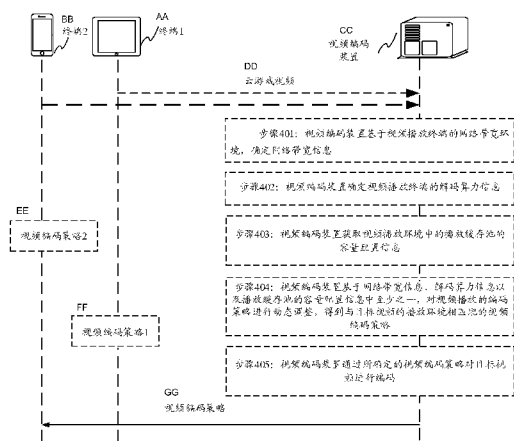 BB
终端2
AA
终端1
CC
视频编码
装置
DD
云游戏视频
步骤401：视频编码装置基于视频播放终端的网络带宽环
境，确定网络带宽信息
步骤402：视频编码装置确定视频播放终端的解码算力信息
EE
视频编码策略2
步骤403：视频编码装置获取视频播放环境中的播放缓存池的
容量配置信息
FF
视频编码策略1
步骤404：视频编码装置基于网络带宽信息、解码算力信息以
及播放缓存池的容量配置信息中至少之一，对视频播放的编码
策略进行动态调整，得到与目标视频的播放环境相匹配的视频
编码策略
步骤405：视频编码装置通过所确定的视频编码策略对目标视
频进行编码
GG
视频编码策略